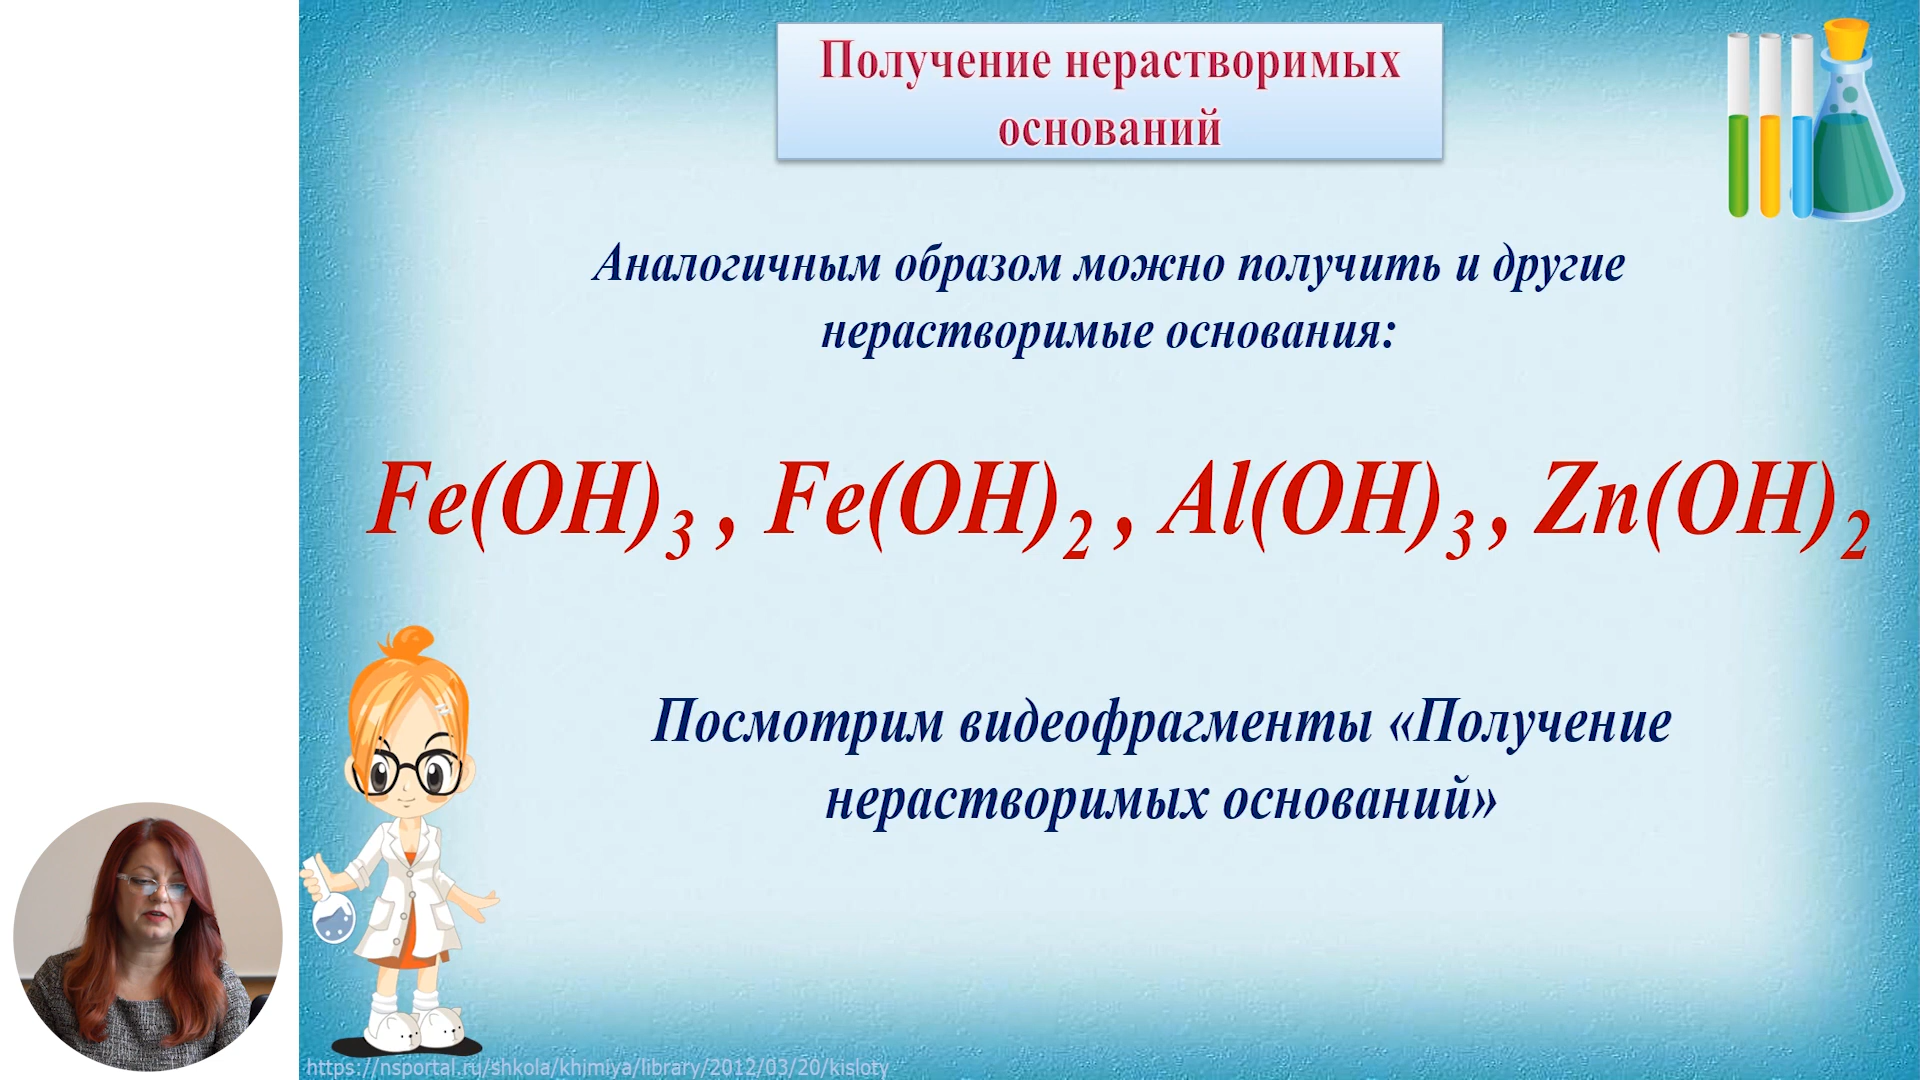 Получение нерастворимых
оснований
Аналогичным образом можно получить и другие
нерастворимые основания:
Fe(OH)₃ , Fe(OH)₂ , Al(OH)₃ , Zn(OH)₂
Посмотрим видеофрагменты «Получение
нерастворимых оснований»
https://nsportal.ru/shkola/khimiya/library/2012/03/20/kisloty